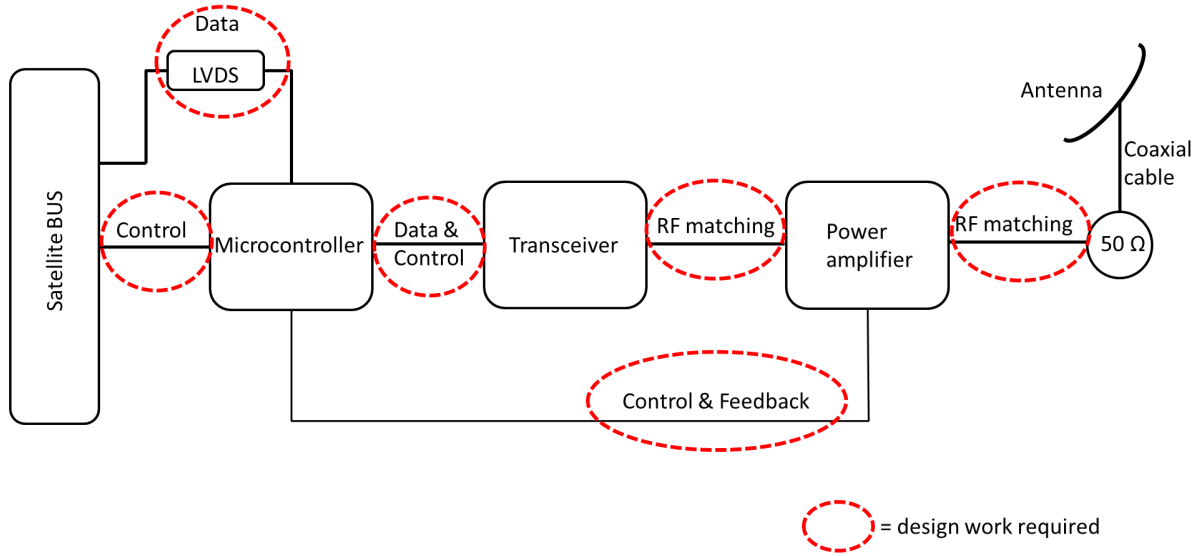 Data
LVDS
Satellite BUS
Control
Microcontroller
Data &
Control
Transceiver
RF matching
Power
amplifier
RF matching
50 Ω
Antenna
Coaxial
cable
Control & Feedback
= design work required